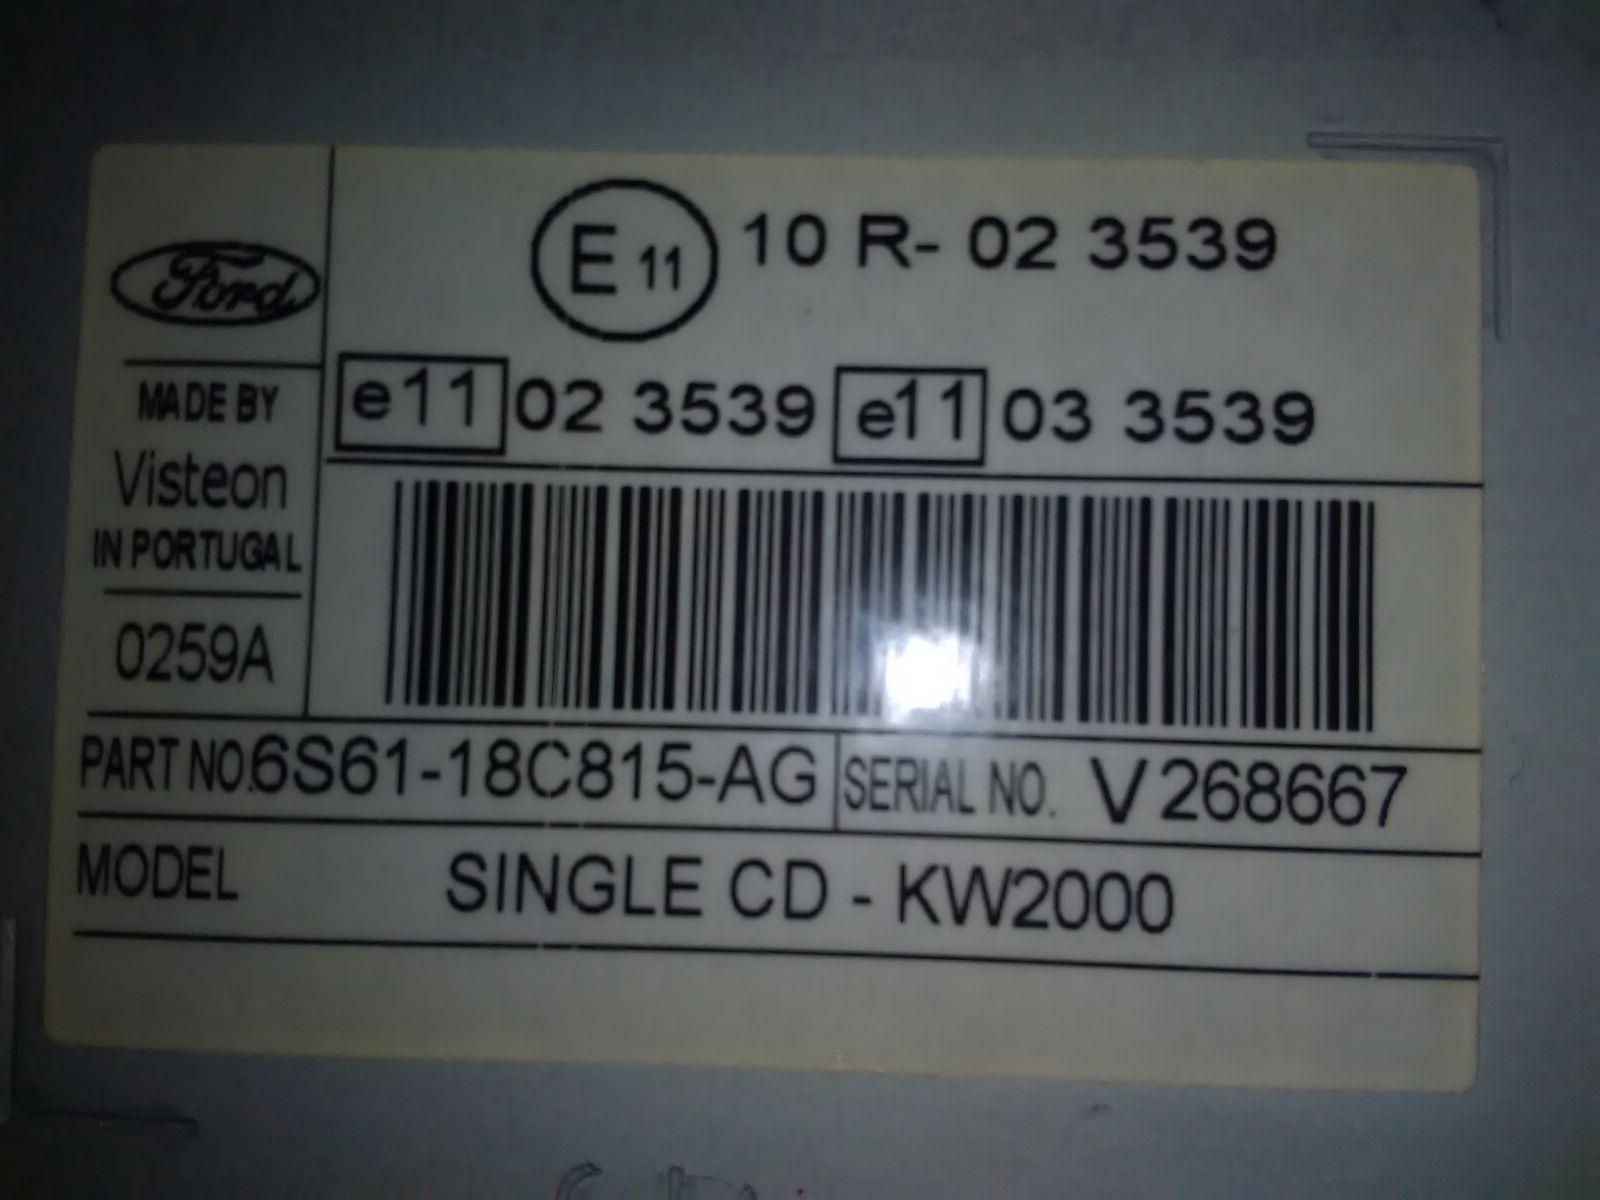 Ford
E 11 10 R- 02 3539
e11 02 3539 e11 03 3539
MADE BY
Visteon
IN PORTUGAL
0259A
PART NO. 6S61-18C815-AG SERIAL NO. V 268667
MODEL SINGLE CD - KW2000